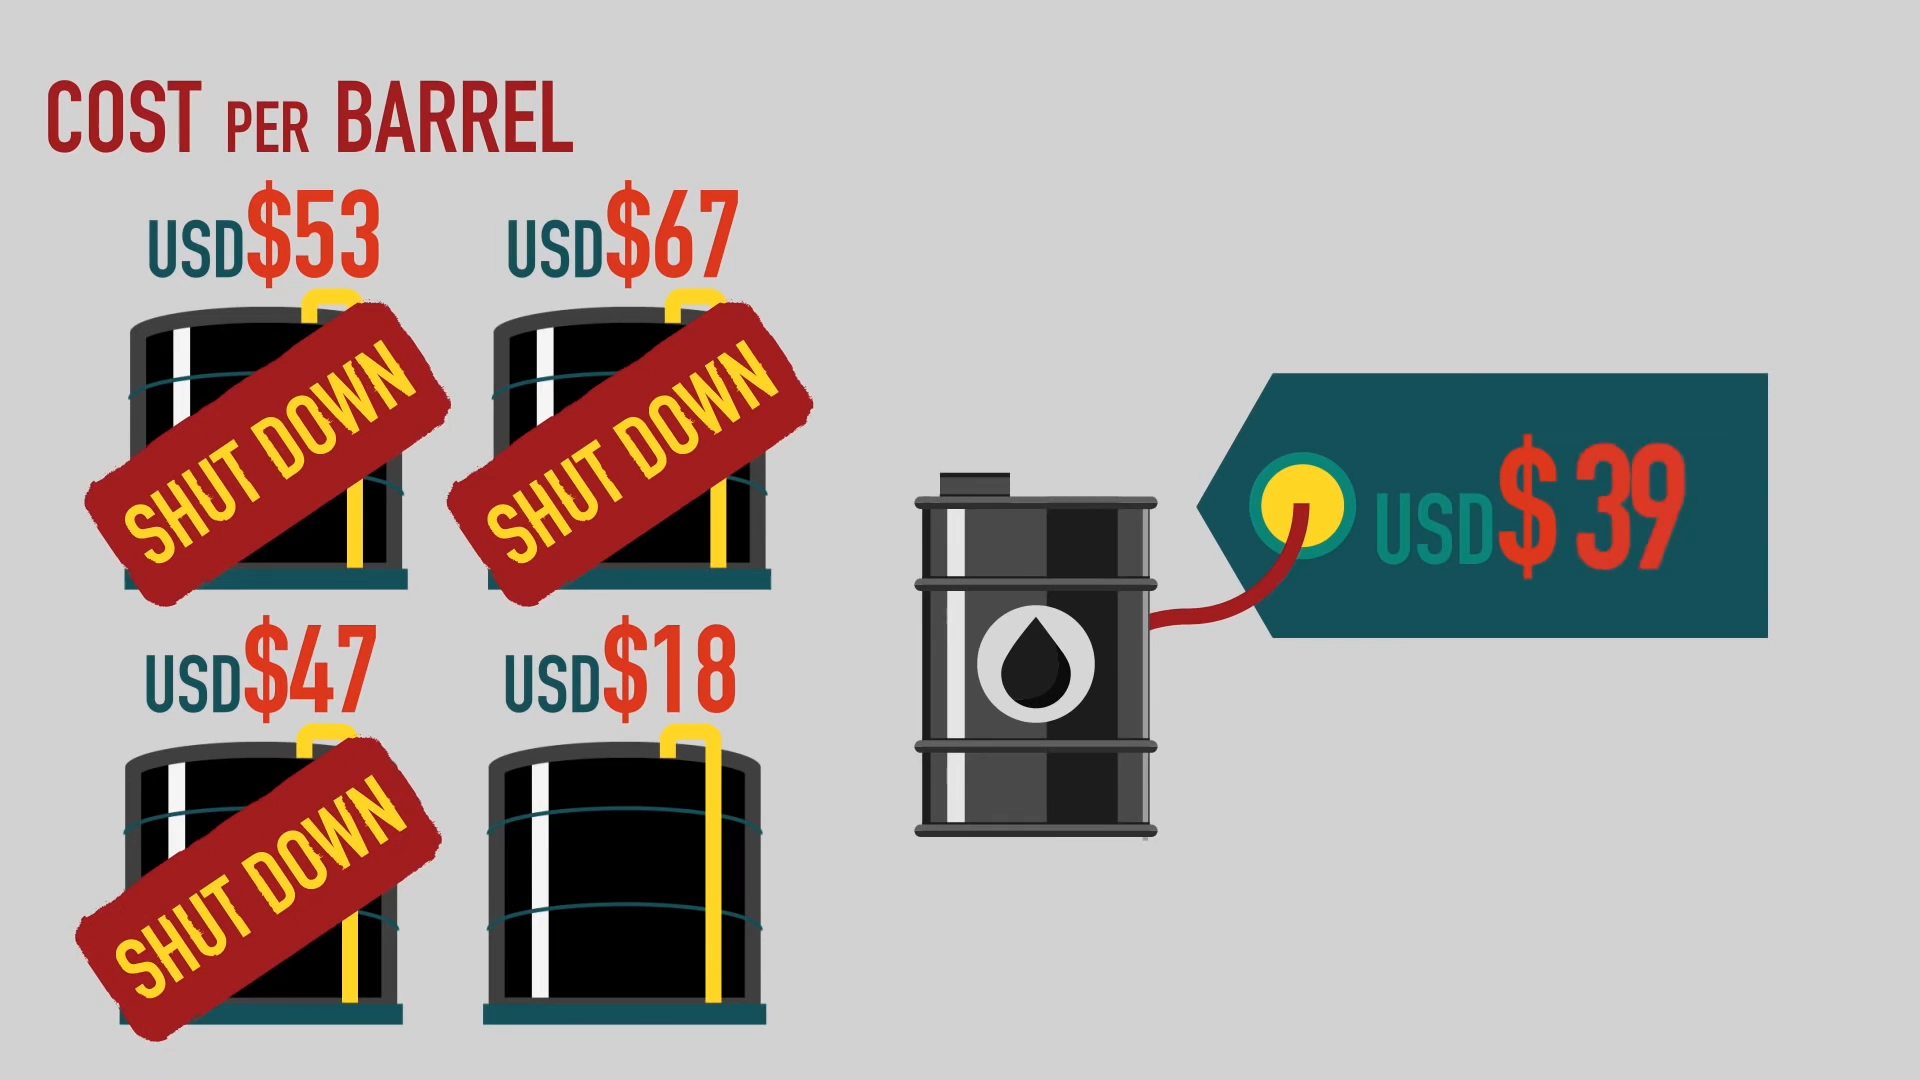 COST PER BARREL
USD$53
USD$67
SHUT DOWN
SHUT DOWN
USD$47
USD$18
SHUT DOWN
USD$ 39